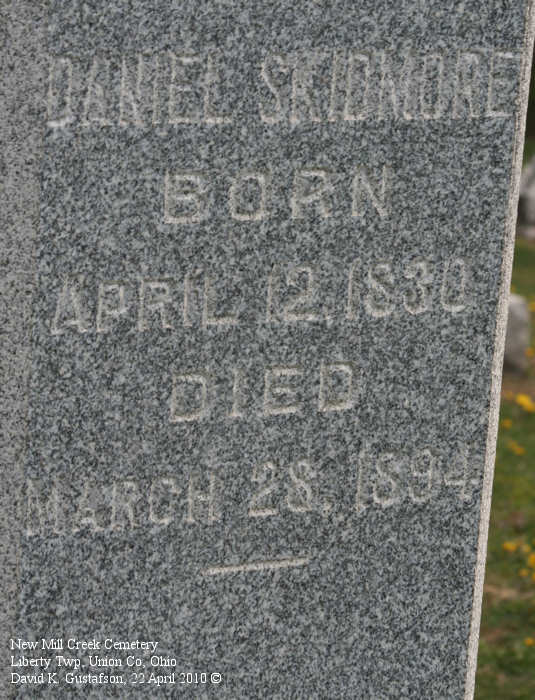 DANIEL SKIDMORE
BORN
APRIL 12, 1830
DIED
MARCH 28, 1894
New Mill Creek Cemetery
Liberty Twp, Union Co, Ohio
David K. Gustafson, 22 April 2010 ©